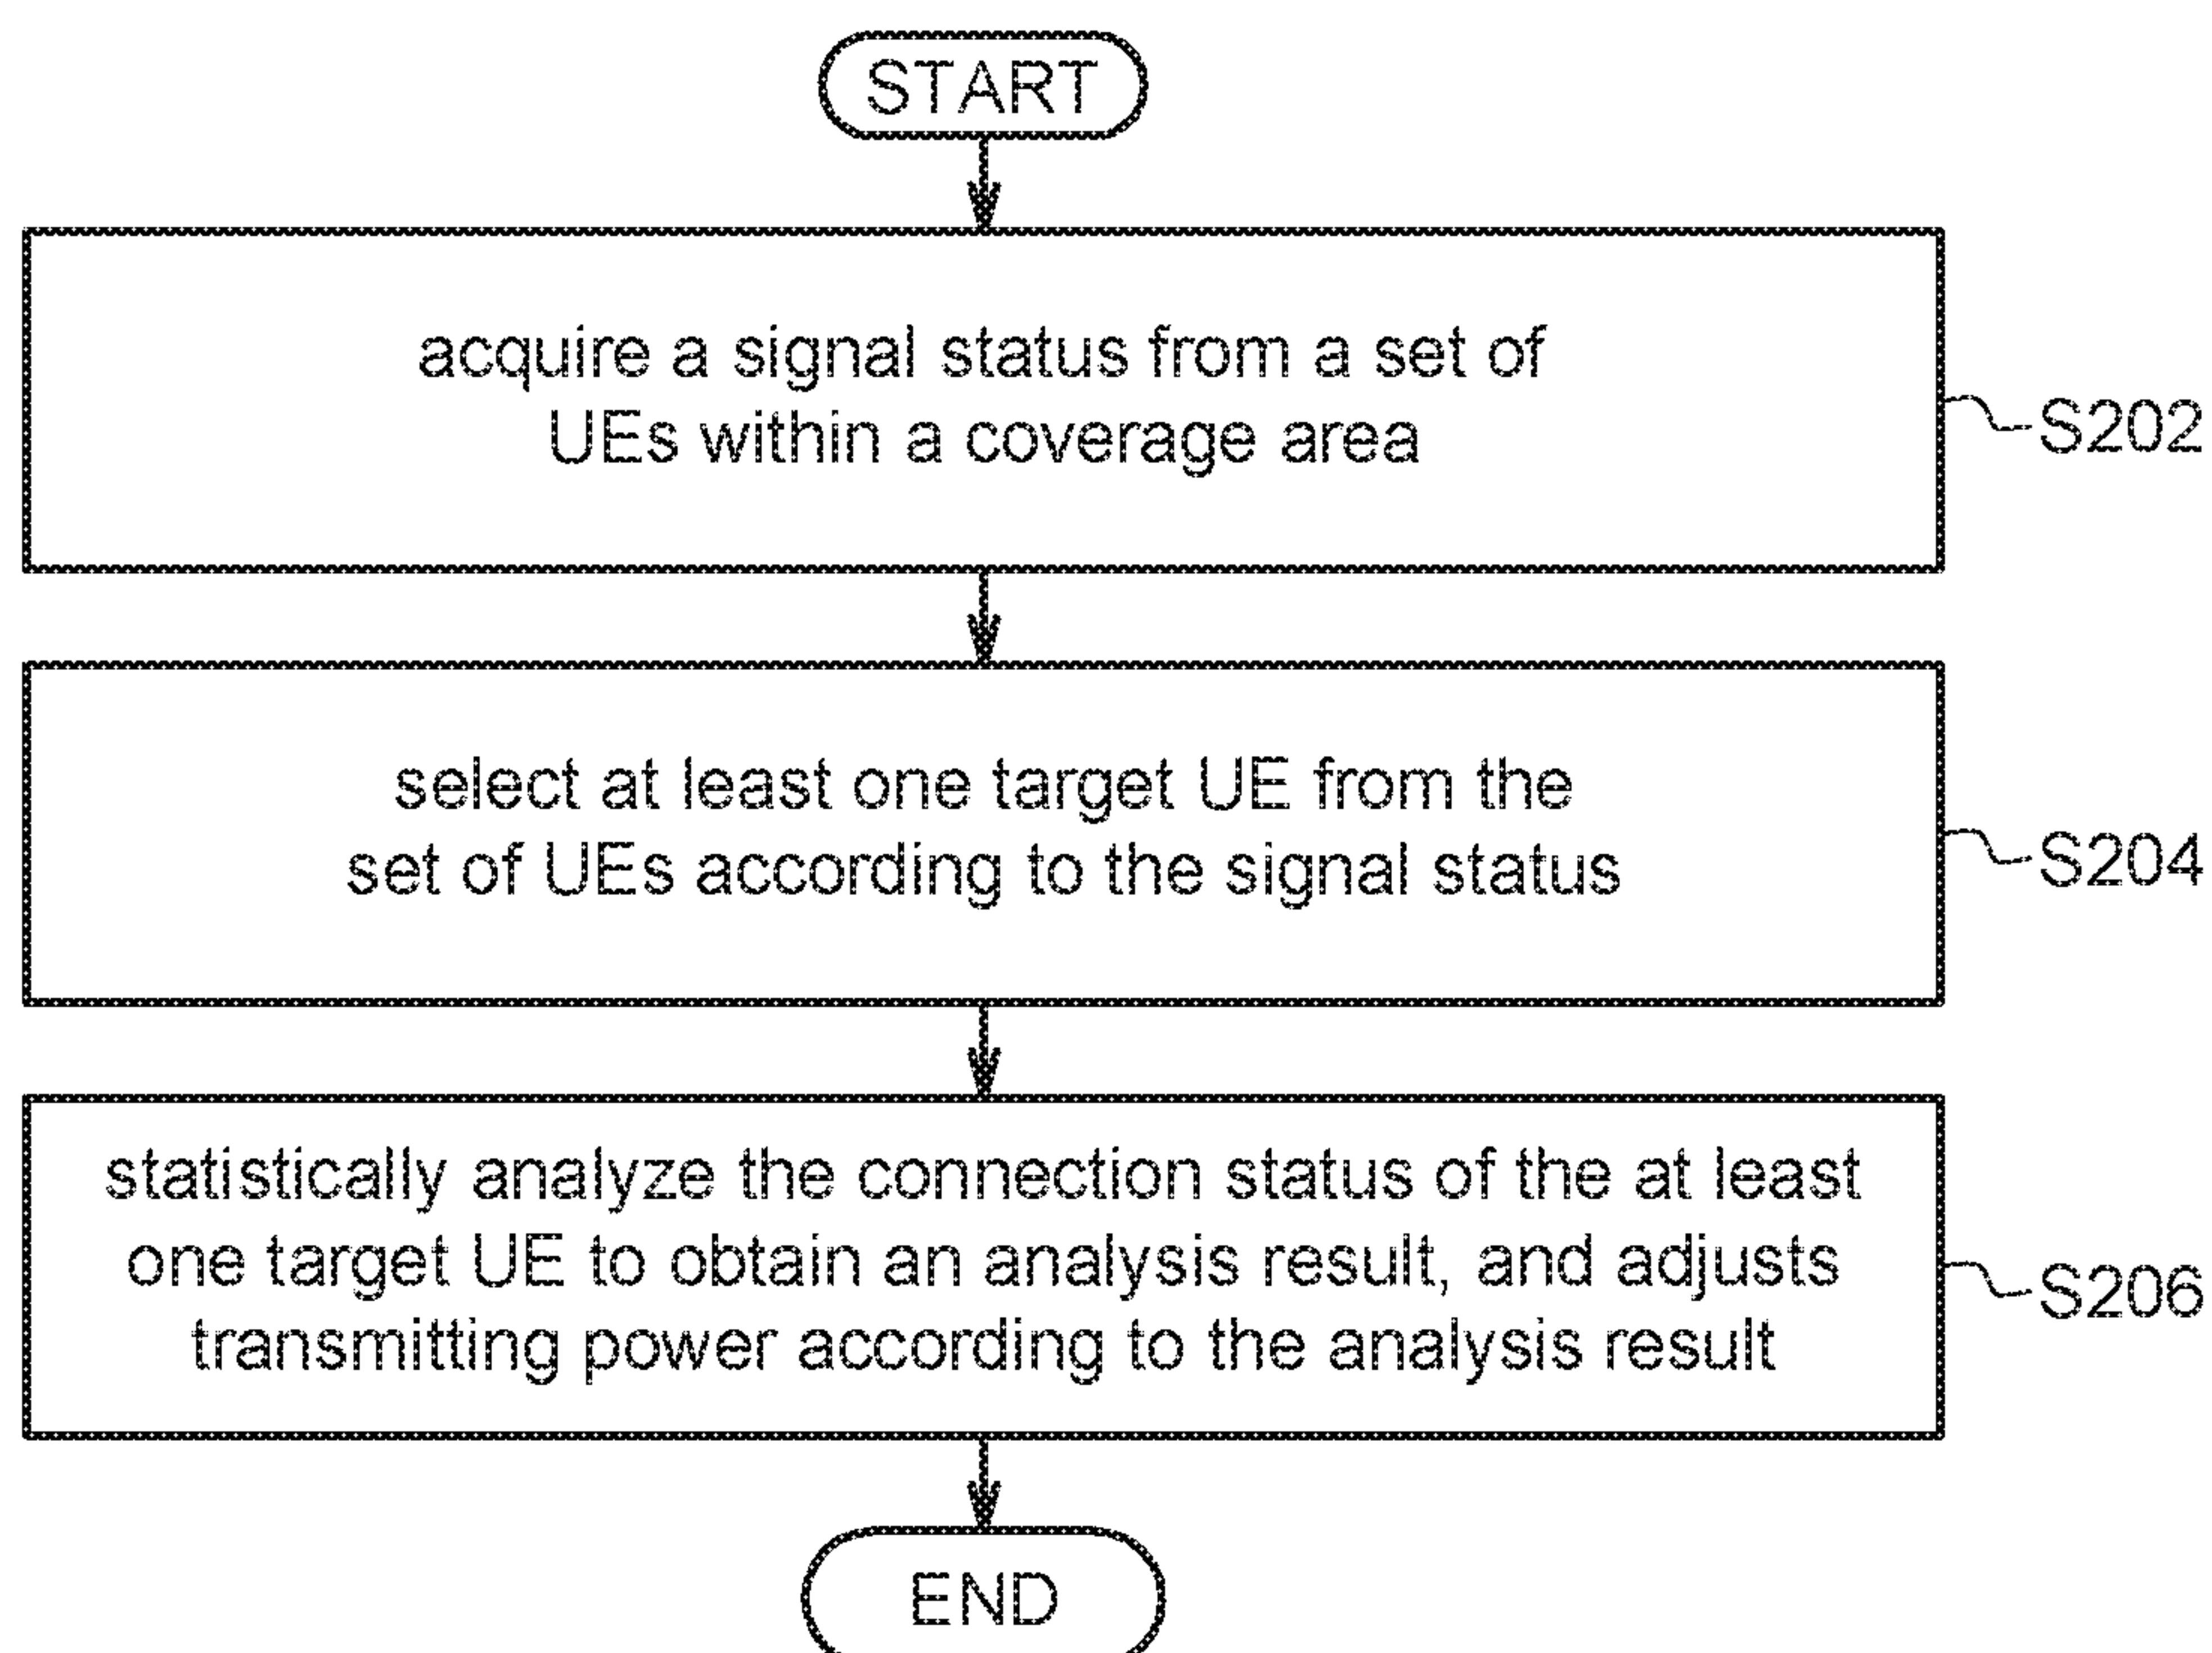 START
acquire a signal status from a set of
UEs within a coverage area
S202
select at least one target UE from the
set of UEs according to the signal status
S204
statistically analyze the connection status of the at least
one target UE to obtain an analysis result, and adjusts
transmitting power according to the analysis result
S206
END